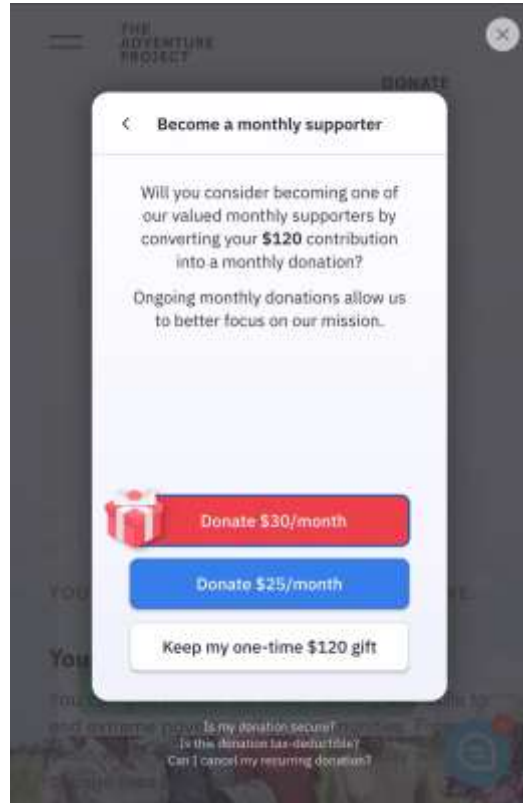 THE
ADVENTURE
PROJECT
DONATE
Become a monthly supporter
Will you consider becoming one of
our valued monthly supporters by
converting your $120 contribution
into a monthly donation?
Ongoing monthly donations allow us
to better focus on our mission.
Donate $30/month
Donate $25/month
Keep my one-time $120 gift
YOU
You
Is my donation secure?
Is this donation tax-deductible?
Can I cancel my recurring donation?